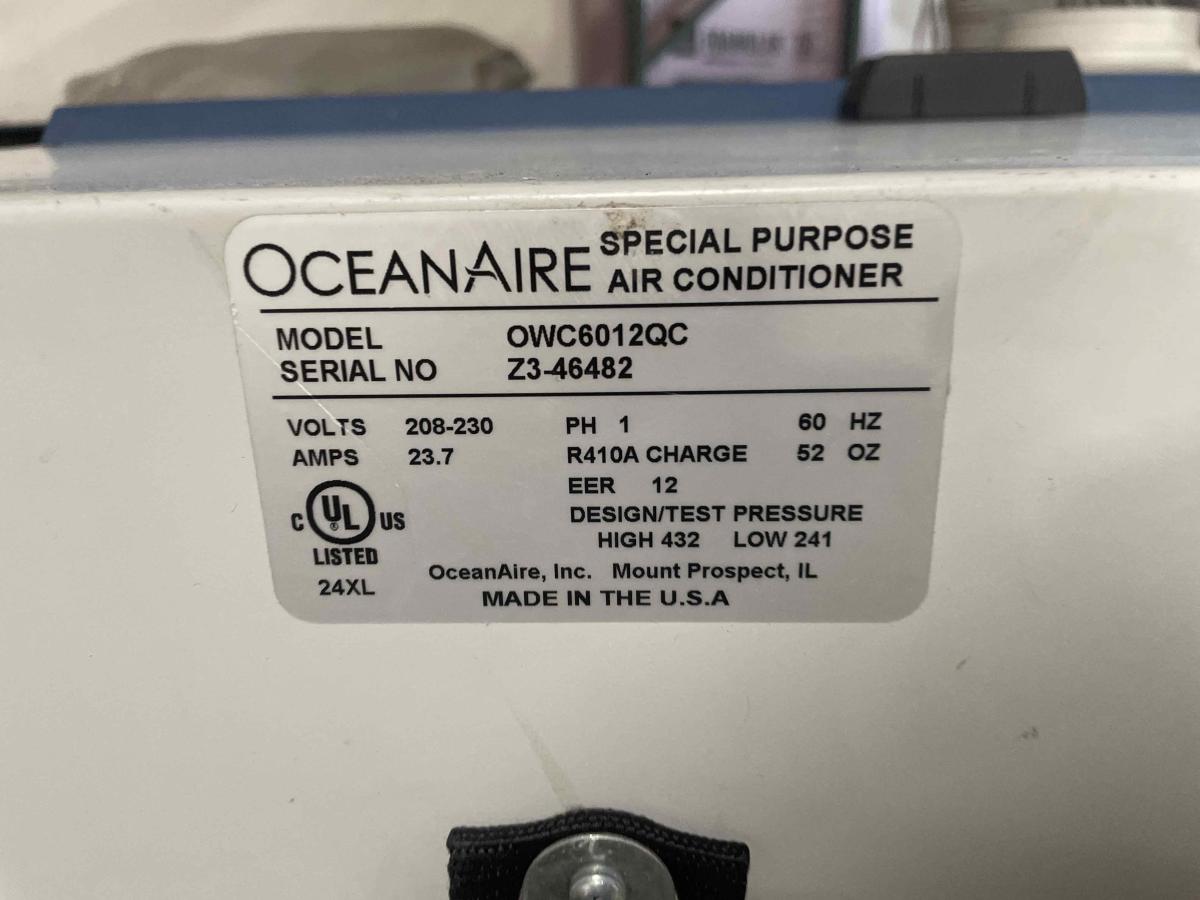 OCEANAIRE SPECIAL PURPOSE
AIR CONDITIONER
MODEL OWC6012QC
SERIAL NO Z3-46482
VOLTS 208-230 PH 1 60 HZ
AMPS 23.7 R410A CHARGE 52 OZ
EER 12
C UL ® US
DESIGN/TEST PRESSURE
LISTED HIGH 432 LOW 241
24XL OceanAire, Inc. Mount Prospect, IL
MADE IN THE U.S.A